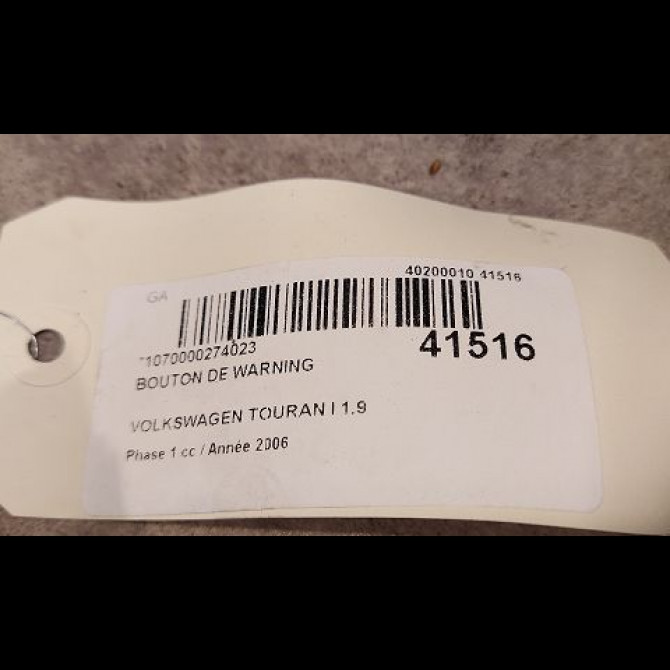 GA
40200010 41516
*1070000274023
41516
BOUTON DE WARNING
VOLKSWAGEN TOURAN I 1.9
Phase 1 cc / Année 2006